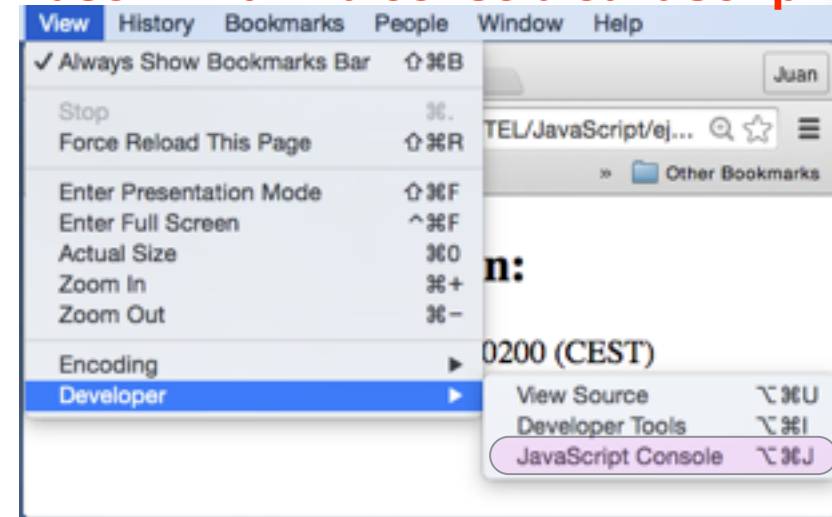 View History Bookmarks People Window Help
✓ Always Show Bookmarks Bar ⇧⌘B
Juan
Stop ⌘.
Force Reload This Page ⇧⌘R
TEL/JavaScript/ej...
» Other Bookmarks
Enter Presentation Mode ⇧⌘F
Enter Full Screen ^⌘F
Actual Size ⌘0
Zoom In ⌘+
Zoom Out ⌘−
n:
Encoding ▶
0200 (CEST)
Developer ▶
View Source ⌥⌘U
Developer Tools ⌥⌘I
JavaScript Console ⌥⌘J